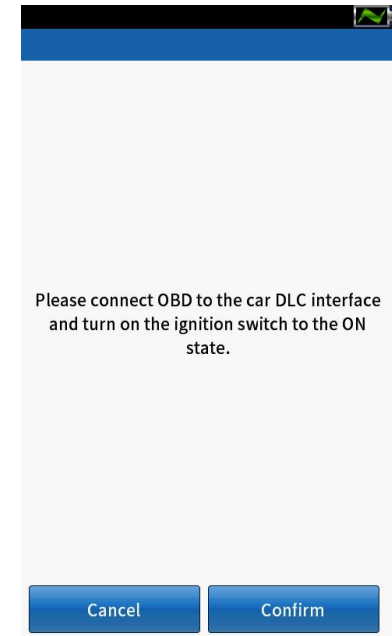 Please connect OBD to the car DLC interface
and turn on the ignition switch to the ON
state.
Cancel
Confirm